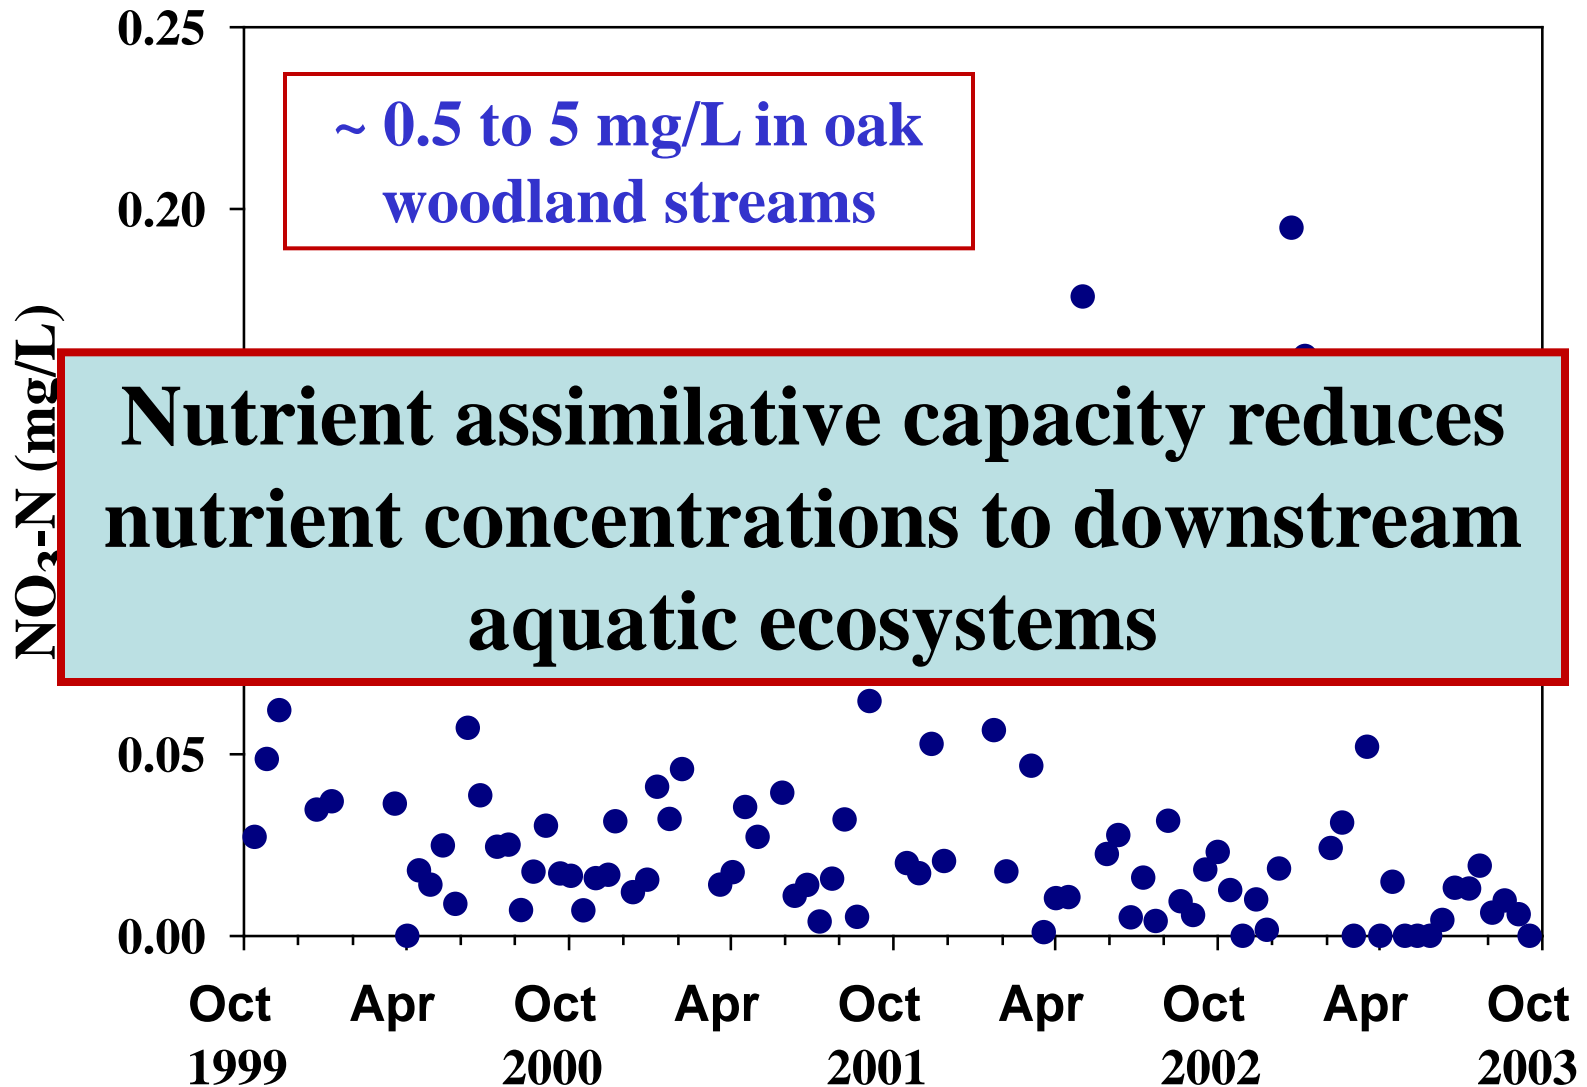 0.25
~ 0.5 to 5 mg/L in oak
woodland streams
0.20
NO₃-N (mg/L)
Nutrient assimilative capacity reduces
nutrient concentrations to downstream
aquatic ecosystems
0.05
0.00
Oct Apr Oct Apr Oct Apr Oct Apr Oct
1999 2000 2001 2002 2003